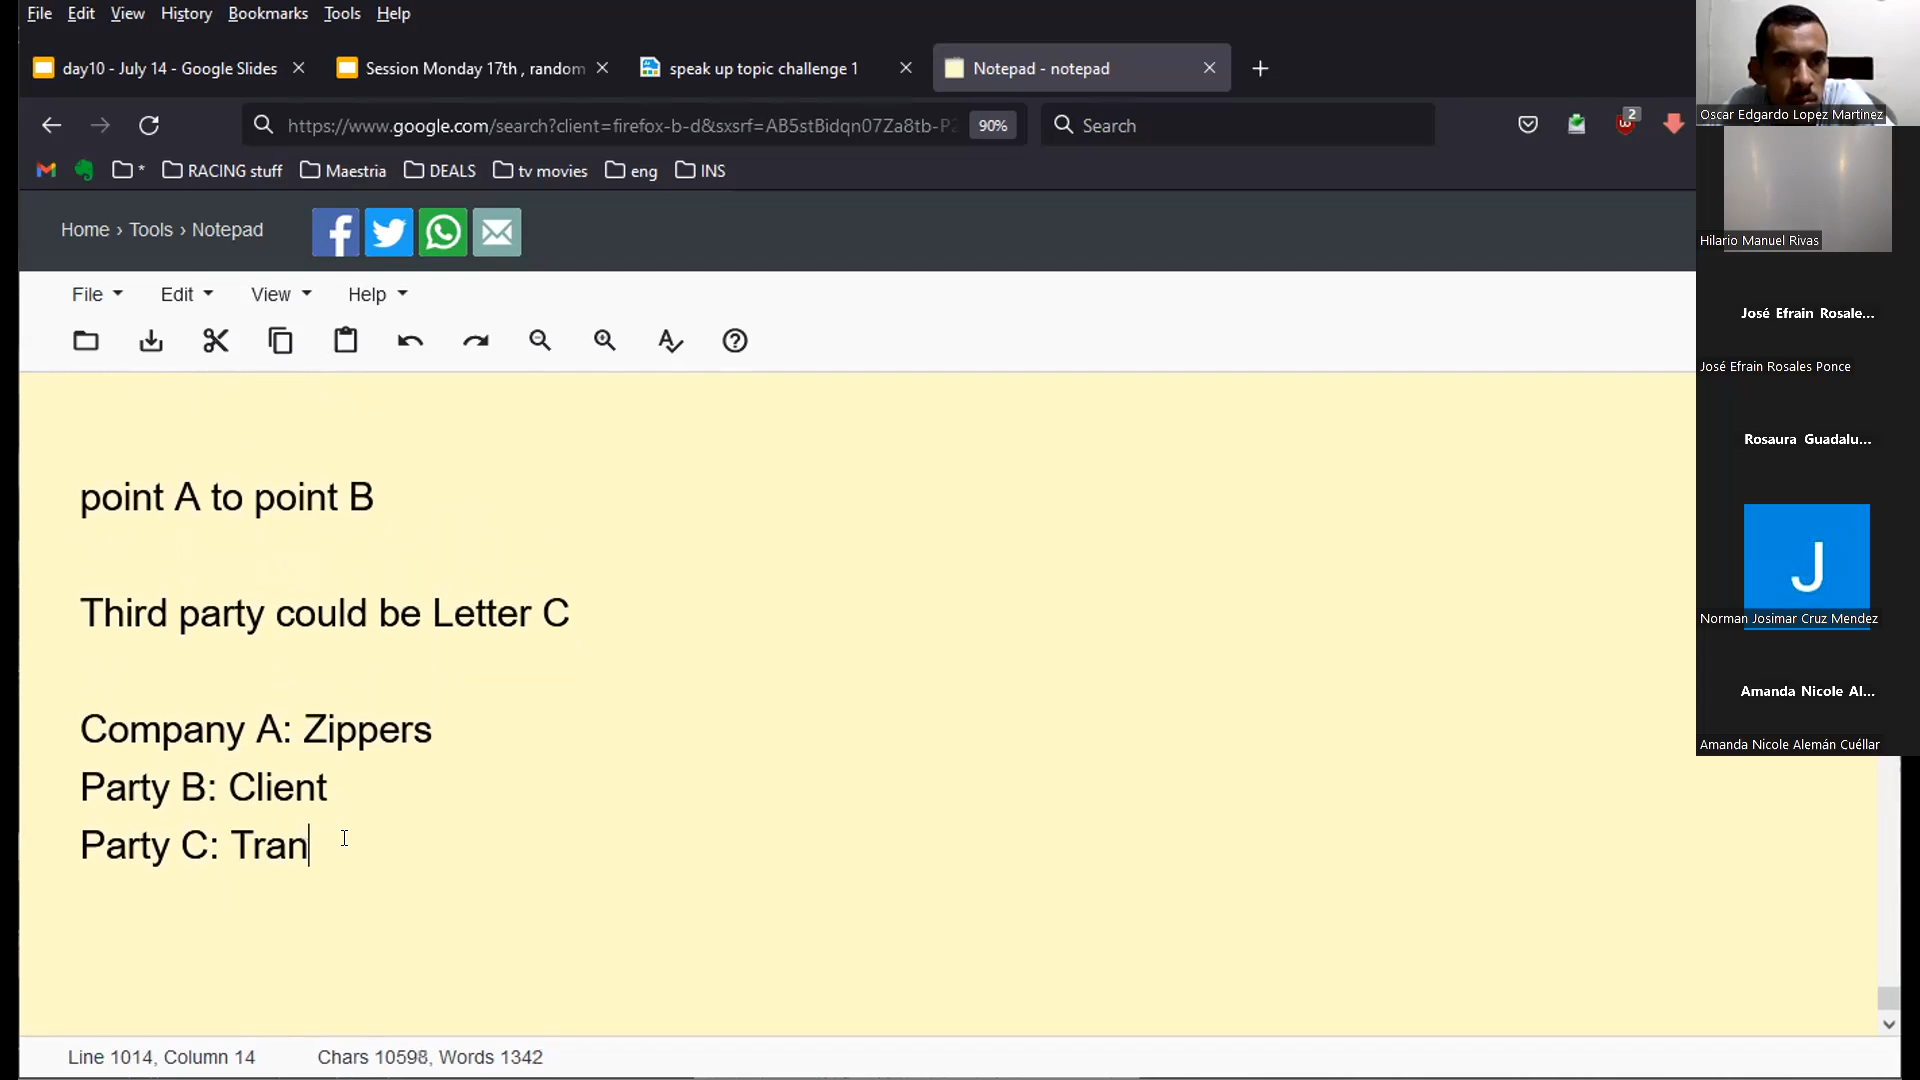 File Edit View History Bookmarks Tools Help
day10 - July 14 - Google Slides
Session Monday 17th , random
speak up topic challenge 1
Notepad - notepad
https://www.google.com/search?client=firefox-b-d&sxsrf=AB5stBidqn07Za8tb-P2
90%
Search
2
* RACING stuff Maestria DEALS tv movies eng INS
Home › Tools › Notepad
File Edit View Help
point A to point B
Third party could be Letter C
Company A: Zippers
Party B: Client
Party C: Tran
Line 1014, Column 14 Chars 10598, Words 1342
Oscar Edgardo Lopez Martinez
Hilario Manuel Rivas
José Efrain Rosale...
José Efrain Rosales Ponce
Rosaura Guadalu...
J
Norman Josimar Cruz Mendez
Amanda Nicole Al...
Amanda Nicole Alemán Cuéllar